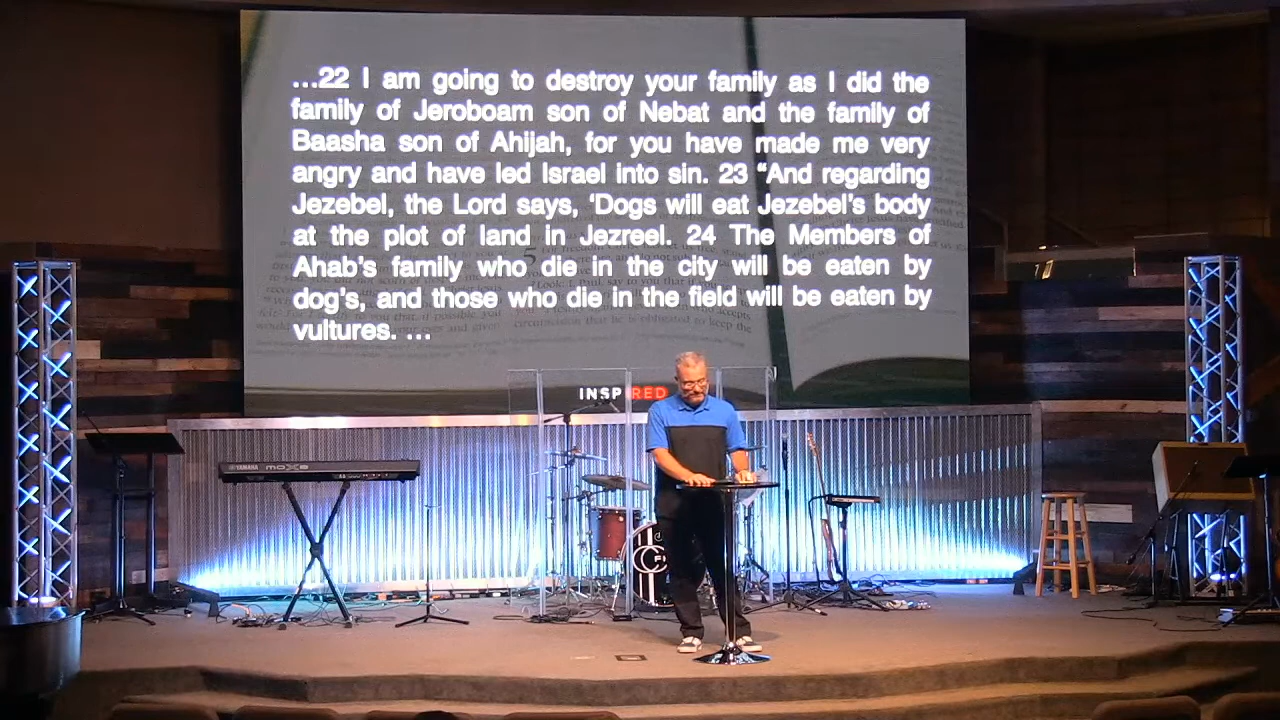 ...22 I am going to destroy your family as I did the
family of Jeroboam son of Nebat and the family of
Baasha son of Ahijah, for you have made me very
angry and have led Israel into sin. 23 “And regarding
Jezebel, the Lord says, ‘Dogs will eat Jezebel’s body
at the plot of land in Jezreel. 24 The Members of
Ahab’s family who die in the city will be eaten by
dog’s, and those who die in the field will be eaten by
vultures. ...
INSPIRED
YAMAHA MOXF8